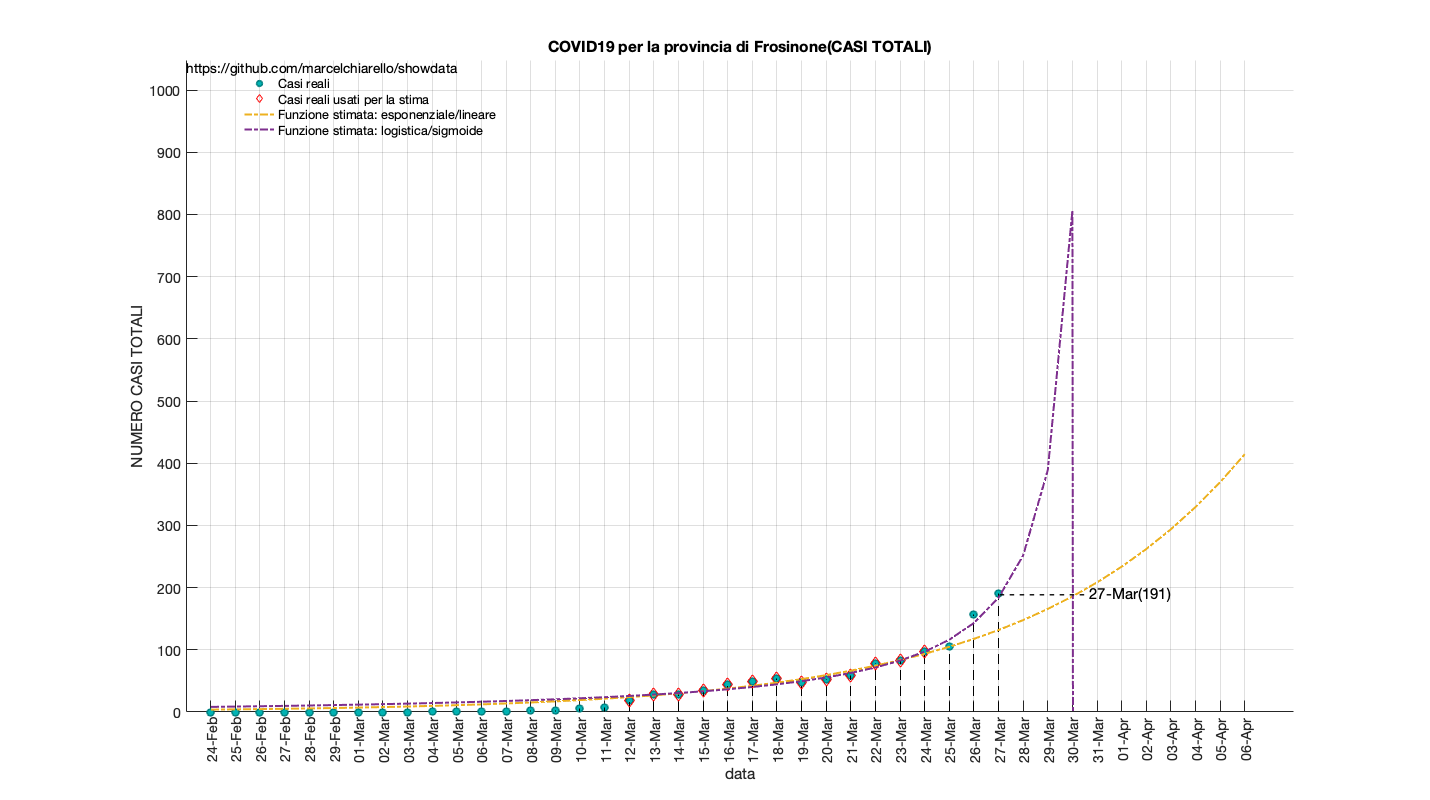 COVID19 per la provincia di Frosinone(CASI TOTALI)
https://github.com/marcelchiarello/showdata
Casi reali
Casi reali usati per la stima
Funzione stimata: esponenziale/lineare
Funzione stimata: logistica/sigmoide
NUMERO CASI TOTALI
1000
900
800
700
600
500
400
300
200
100
0
27-Mar(191)
24-Feb
25-Feb
26-Feb
27-Feb
28-Feb
29-Feb
01-Mar
02-Mar
03-Mar
04-Mar
05-Mar
06-Mar
07-Mar
08-Mar
09-Mar
10-Mar
11-Mar
12-Mar
13-Mar
14-Mar
15-Mar
16-Mar
17-Mar
18-Mar
19-Mar
20-Mar
21-Mar
22-Mar
23-Mar
24-Mar
25-Mar
26-Mar
27-Mar
28-Mar
29-Mar
30-Mar
31-Mar
01-Apr
02-Apr
03-Apr
04-Apr
05-Apr
06-Apr
data